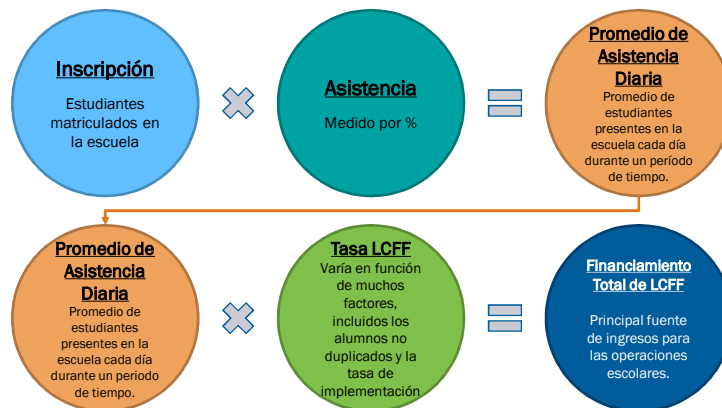 Inscripción
Estudiantes
matriculados en
la escuela
Asistencia
Medido por %
Promedio de
Asistencia
Diaria
Promedio de
estudiantes
presentes en la
escuela cada día
durante un período
de tiempo.
Promedio de
Asistencia
Diaria
Promedio de
estudiantes
presentes en la
escuela cada día
durante un periodo
de tiempo.
Tasa LCFF
Varía en función
de muchos
factores,
incluidos los
alumnos no
duplicados y la
tasa de
implementación
Financiamiento
Total de LCFF
Principal fuente
de ingresos para
las operaciones
escolares.